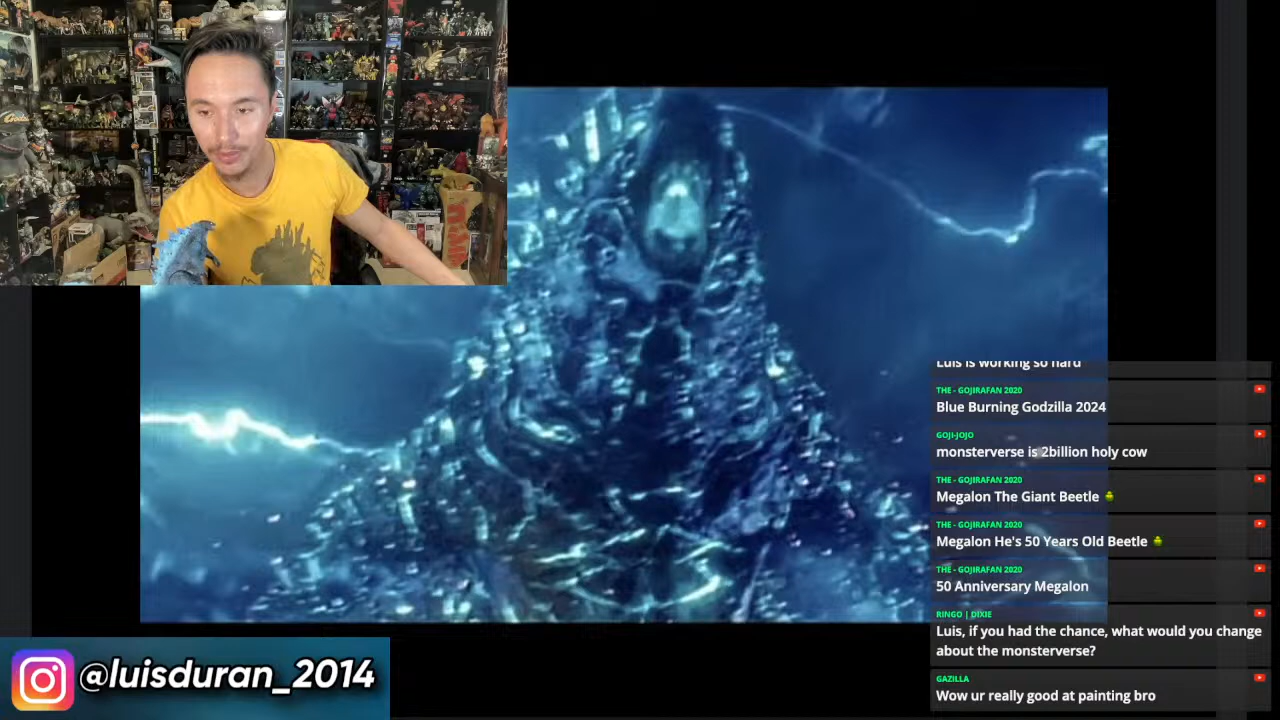 Luis is working so hard
THE - GOJIRAFAN 2020
Blue Burning Godzilla 2024
GOJI-JOJO
monsterverse is 2billion holy cow
THE - GOJIRAFAN 2020
Megalon The Giant Beetle
THE - GOJIRAFAN 2020
Megalon He's 50 Years Old Beetle
THE - GOJIRAFAN 2020
50 Anniversary Megalon
RINGO | DIXIE
Luis, if you had the chance, what would you change
about the monsterverse?
GAZILLA
Wow ur really good at painting bro
@luisduran_2014